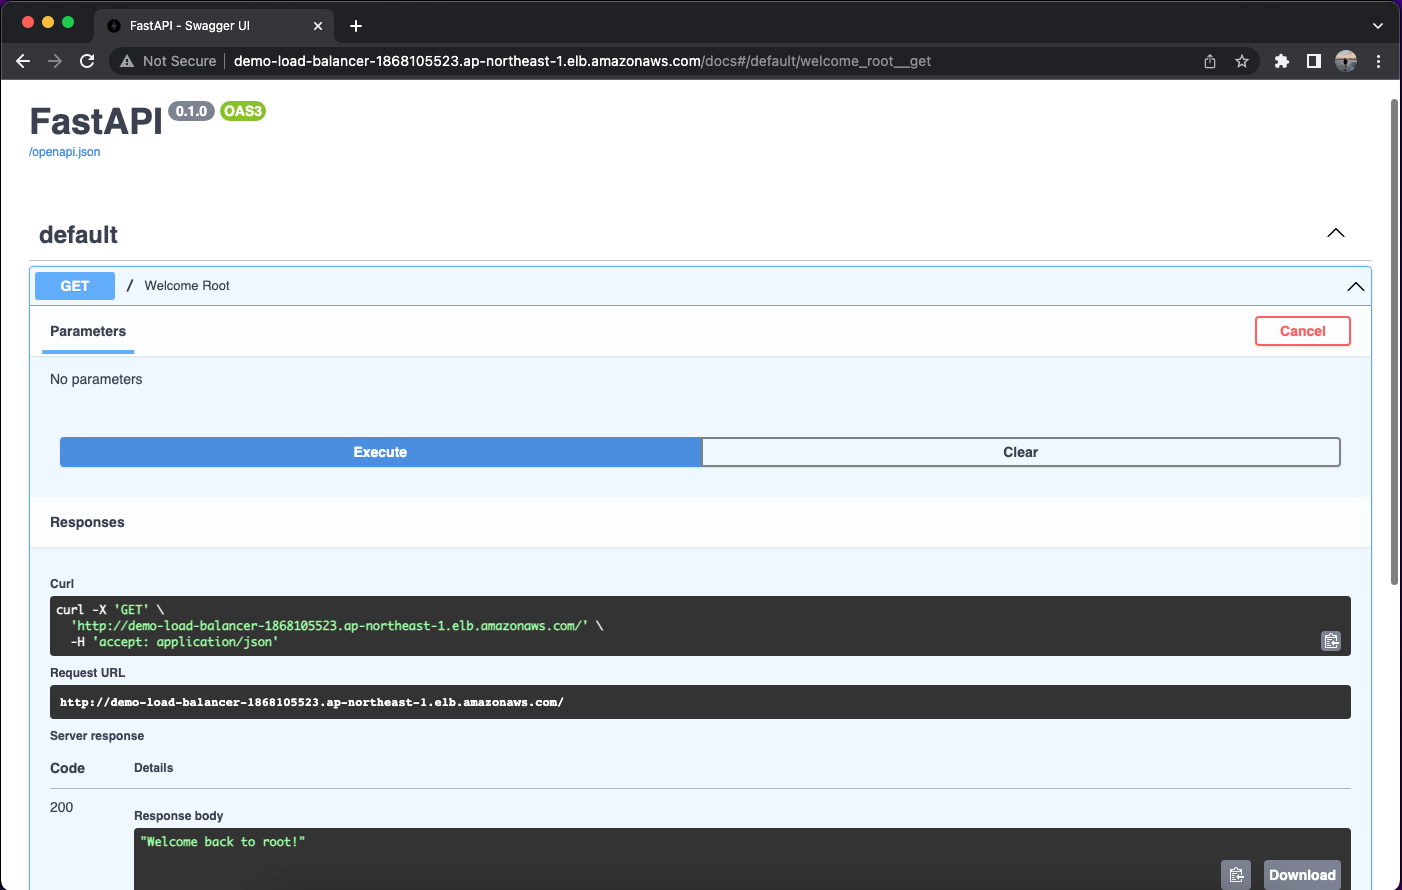 FastAPI - Swagger UI
Not Secure
demo-load-balancer-1868105523.ap-northeast-1.elb.amazonaws.com/docs#/default/welcome_root__get
FastAPI 0.1.0 OAS3
/openapi.json
default
GET / Welcome Root
Parameters
Cancel
No parameters
Execute
Clear
Responses
Curl
curl -X 'GET' \
'http://demo-load-balancer-1868105523.ap-northeast-1.elb.amazonaws.com/' \
-H 'accept: application/json'
Request URL
http://demo-load-balancer-1868105523.ap-northeast-1.elb.amazonaws.com/
Server response
Code Details
200
Response body
"Welcome back to root!"
Download